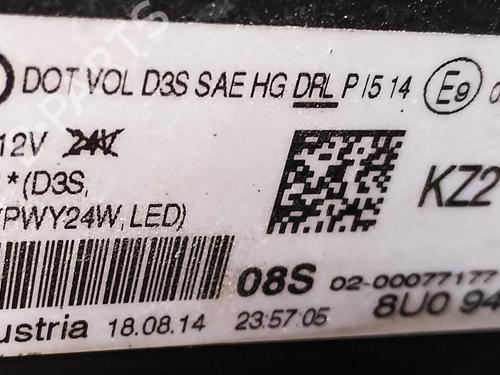 DOT VOL D3S SAE HG DRL P I5 14 E9
12V 24V
*(D3S,
PWY24W, LED)
KZ2
08S 02-00077177
ustria 18.08.14 23:57:05 8U0 94